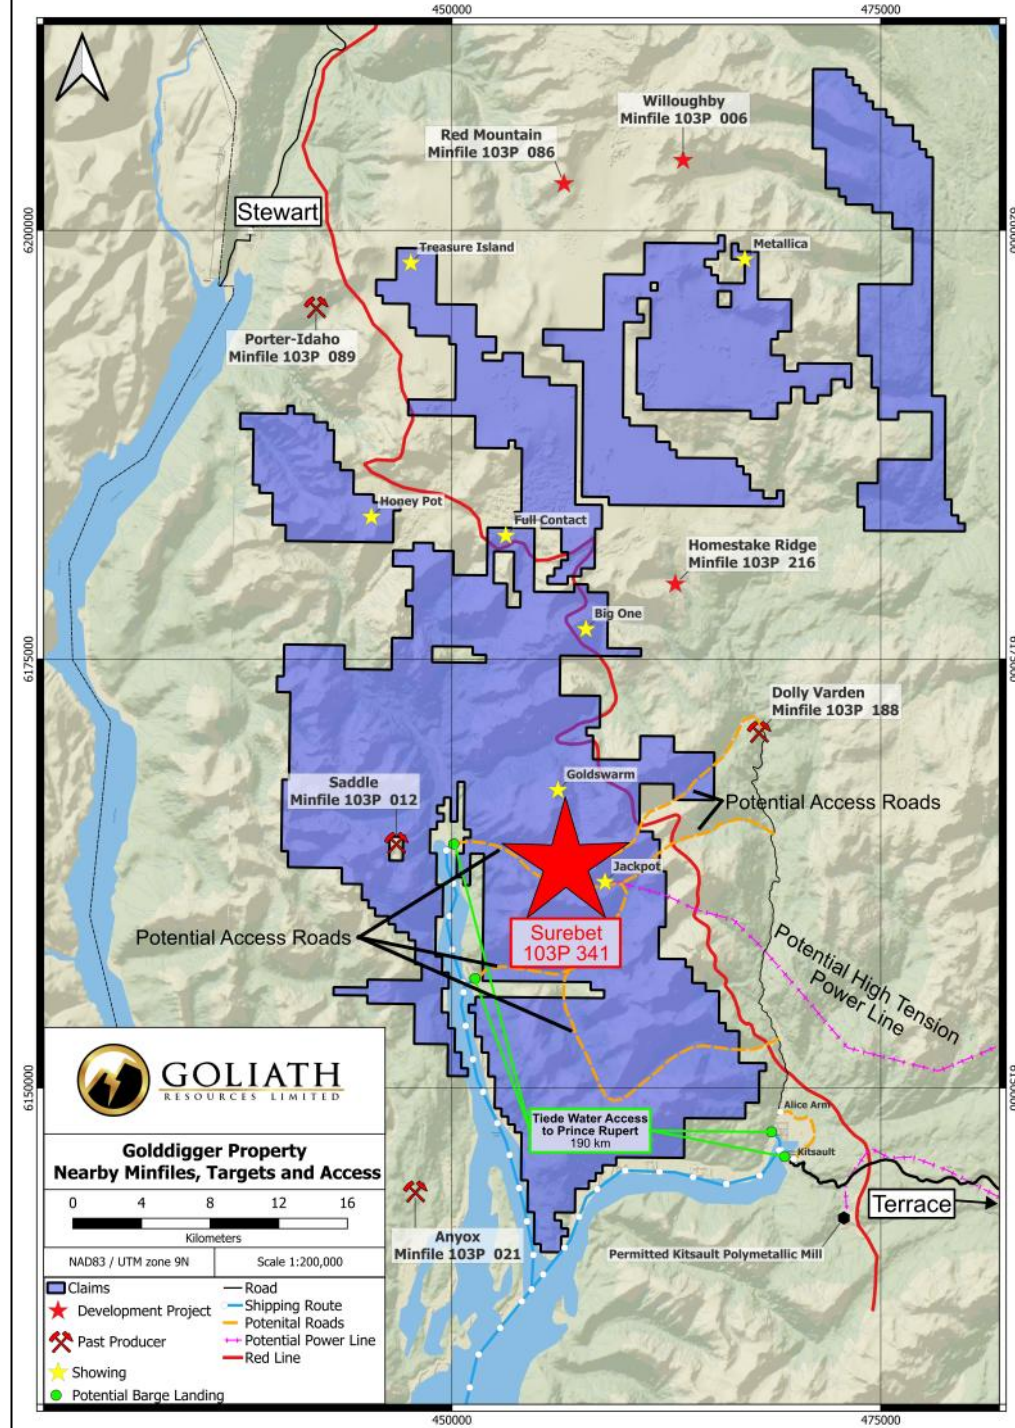 450000
475000
Willoughby
Minfile 103P 006
Red Mountain
Minfile 103P 086
Stewart
6200000
6200000
Treasure Island
Metallica
Porter-Idaho
Minfile 103P 089
Honey Pot
Full Contact
Homestake Ridge
Minfile 103P 216
Big One
6175000
6175000
Dolly Varden
Minfile 103P 188
Saddle
Minfile 103P 012
Goldswarm
Potential Access Roads
Jackpot
Surebet
103P 341
Potential Access Roads
Potential High Tension
Power Line
6150000
6150000
GOLIATH
RESOURCES LIMITED
Golddigger Property
Nearby Minfiles, Targets and Access
0 4 8 12 16
Kilometers
NAD83 / UTM zone 9N
Scale 1:200,000
Claims
Development Project
Past Producer
Showing
Potential Barge Landing
Road
Shipping Route
Potenital Roads
Potential Power Line
Red Line
Tiede Water Access
to Prince Rupert
190 km
Alice Arm
Kitsault
Terrace
Anyox
Minfile 103P 021
Permitted Kitsault Polymetallic Mill
450000
475000